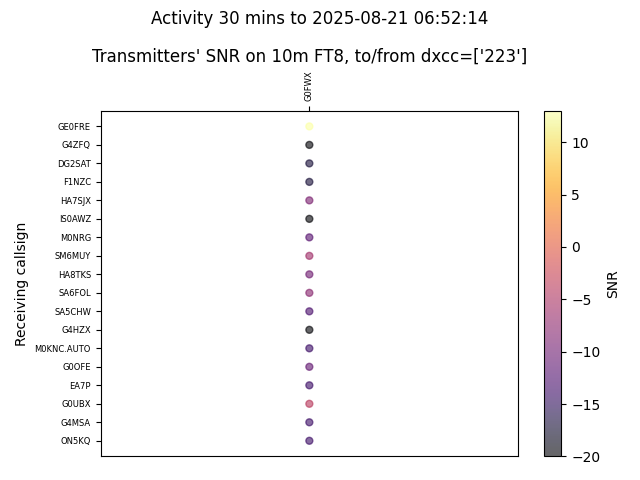 Activity 30 mins to 2025-08-21 06:52:14
Transmitters' SNR on 10m FT8, to/from dxcc=['223']
G0FWX
GE0FRE
G4ZFQ
DG2SAT
F1NZC
HA7SJX
IS0AWZ
M0NRG
SM6MUY
HA8TKS
SA6FOL
SA5CHW
G4HZX
M0KNC.AUTO
G0OFE
EA7P
G0UBX
G4MSA
ON5KQ
Receiving callsign
10
5
0
−5
−10
−15
−20
SNR